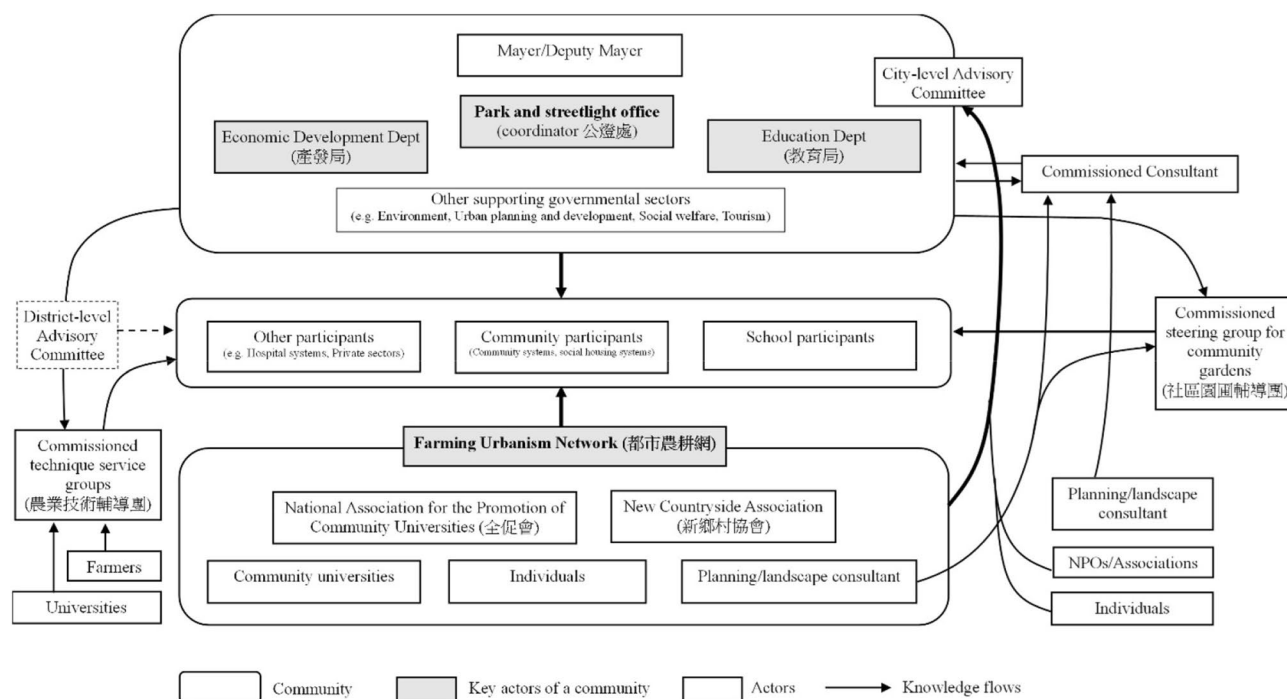 Mayer/Deputy Mayer
City-level Advisory
Committee
Park and streetlight office
(coordinator 公燈處)
Economic Development Dept
(產發局)
Education Dept
(教育局)
Commissioned Consultant
Other supporting governmental sectors
(e.g. Environment, Urban planning and development, Social welfare, Tourism)
District-level
Advisory
Committee
Other participants
(e.g. Hospital systems, Private sectors)
Community participants
(Community systems, social housing systems)
School participants
Commissioned
steering group for
community
gardens
(社區園圃輔導團)
Farming Urbanism Network (都市農耕網)
Commissioned
technique service
groups
(農業技術輔導團)
National Association for the Promotion of
Community Universities (全促會)
New Countryside Association
(新鄉村協會)
Planning/landscape
consultant
Farmers
Universities
Community universities
Individuals
Planning/landscape consultant
NPOs/Associations
Individuals
Community
Key actors of a community
Actors
Knowledge flows